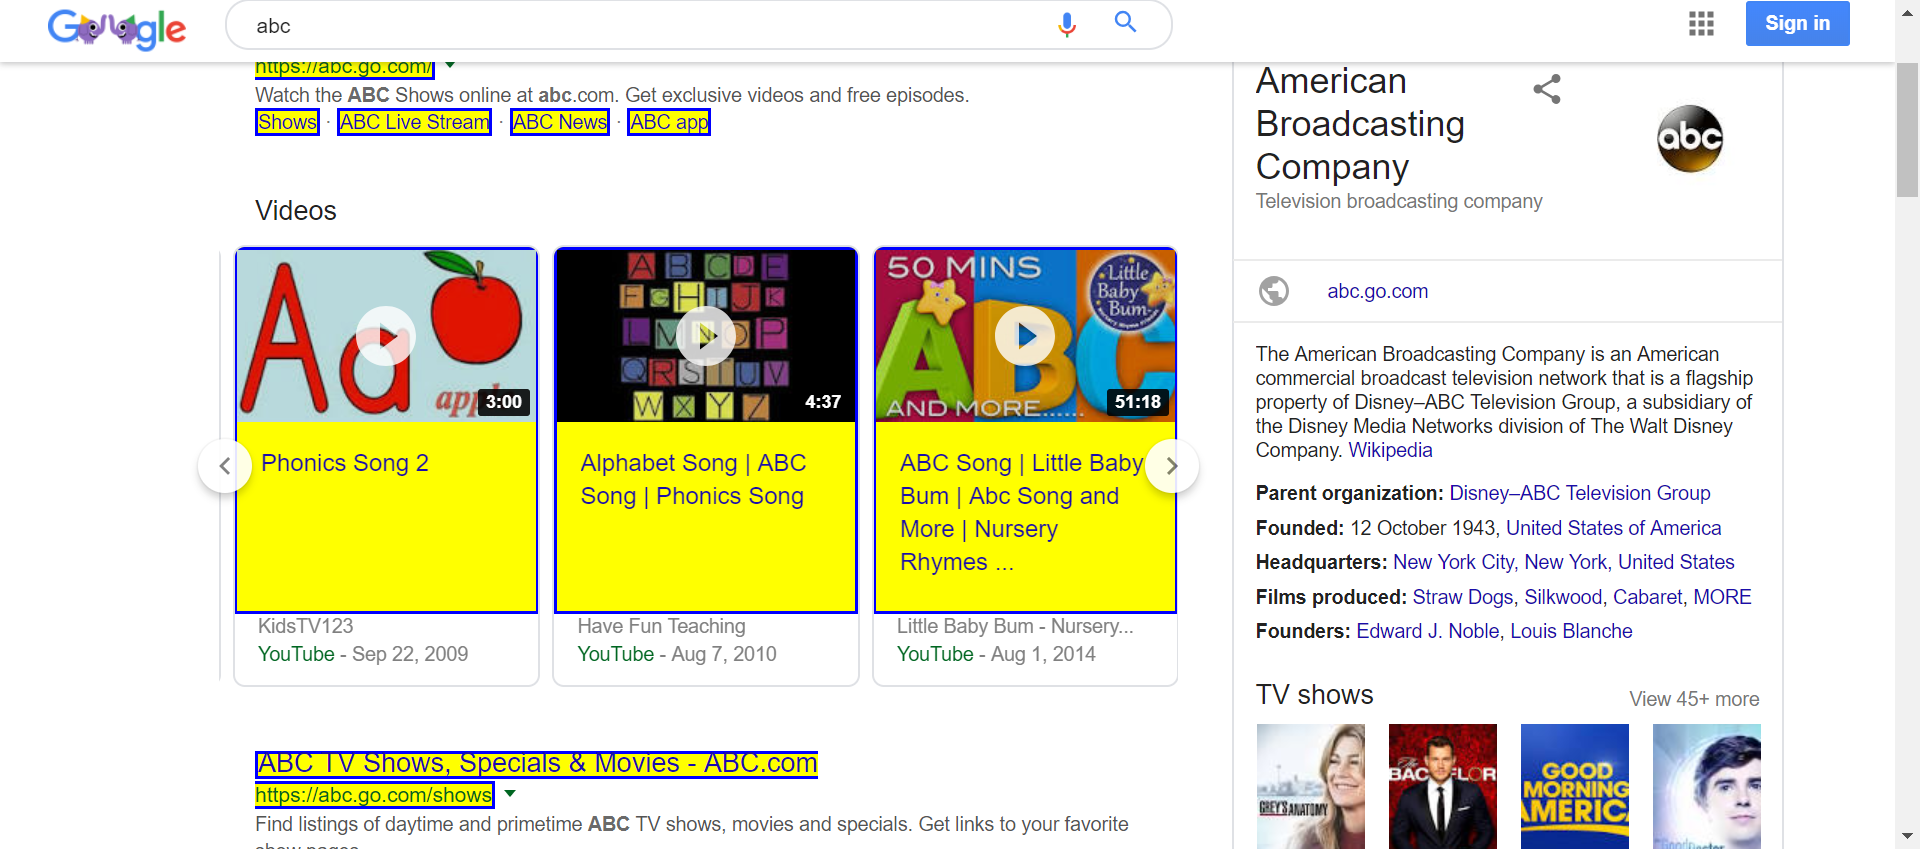 Google
abc
Sign in
https://abc.go.com/
Watch the ABC Shows online at abc.com. Get exclusive videos and free episodes.
Shows · ABC Live Stream · ABC News · ABC app
Videos
Aa
apple
3:00
Phonics Song 2
KidsTV123
YouTube - Sep 22, 2009
A B C D E
F G H I J K
L M N O P
Q R S T U V
W X Y Z
4:37
Alphabet Song | ABC
Song | Phonics Song
Have Fun Teaching
YouTube - Aug 7, 2010
50 MINS
Little
Baby
Bum
ABC
AND MORE......
51:18
ABC Song | Little Baby
Bum | Abc Song and
More | Nursery
Rhymes ...
Little Baby Bum - Nursery...
YouTube - Aug 1, 2014
ABC TV Shows, Specials & Movies - ABC.com
https://abc.go.com/shows
Find listings of daytime and primetime ABC TV shows, movies and specials. Get links to your favorite
show pages.
American
Broadcasting
Company
Television broadcasting company
abc
abc.go.com
The American Broadcasting Company is an American
commercial broadcast television network that is a flagship
property of Disney–ABC Television Group, a subsidiary of
the Disney Media Networks division of The Walt Disney
Company. Wikipedia
Parent organization: Disney–ABC Television Group
Founded: 12 October 1943, United States of America
Headquarters: New York City, New York, United States
Films produced: Straw Dogs, Silkwood, Cabaret, MORE
Founders: Edward J. Noble, Louis Blanche
TV shows
View 45+ more
GREY'S ANATOMY
The
BACHELOR
GOOD
MORNING
AMERICA
the Good Doctor